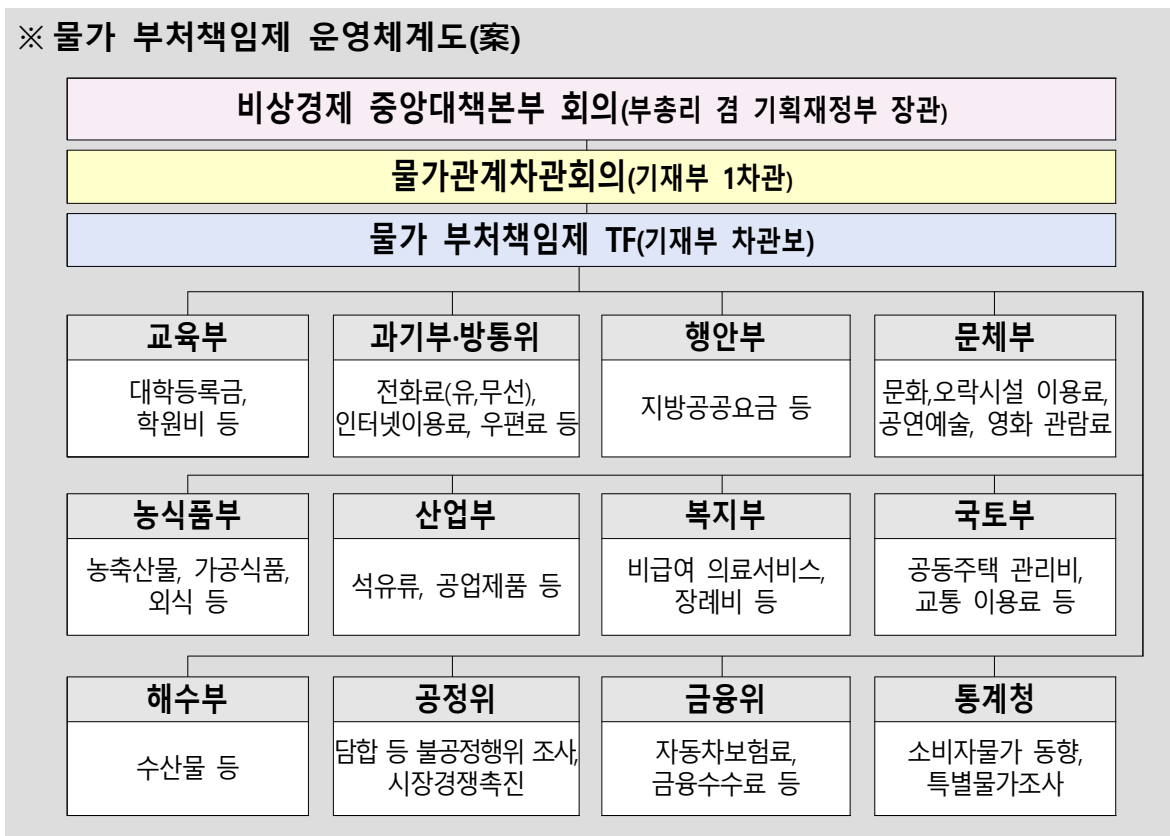 ※ 물가 부처책임제 운영체계도(案)
비상경제 중앙대책본부 회의(부총리 겸 기획재정부 장관)
물가관계차관회의(기재부 1차관)
물가 부처책임제 TF(기재부 차관보)
교육부
대학등록금,
학원비 등
과기부·방통위
전화료(유,무선),
인터넷이용료, 우편료 등
행안부
지방공공요금 등
문체부
문화,오락시설 이용료,
공연예술, 영화 관람료
농식품부
농축산물, 가공식품,
외식 등
산업부
석유류, 공업제품 등
복지부
비급여 의료서비스,
장례비 등
국토부
공동주택 관리비,
교통 이용료 등
해수부
수산물 등
공정위
담합 등 불공정행위 조사,
시장경쟁촉진
금융위
자동차보험료,
금융수수료 등
통계청
소비자물가 동향,
특별물가조사